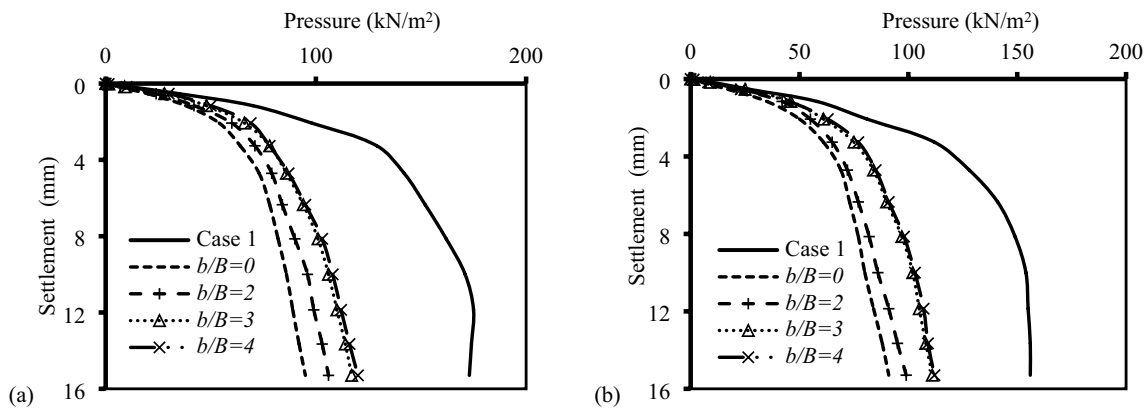 Pressure (kN/m²)
0 100 200
0
4
8
12
16
Settlement (mm)
Case 1
b/B=0
b/B=2
b/B=3
b/B=4
(a)
Pressure (kN/m²)
0 50 100 150 200
0
4
8
12
16
Settlement (mm)
Case 1
b/B=0
b/B=2
b/B=3
b/B=4
(b)